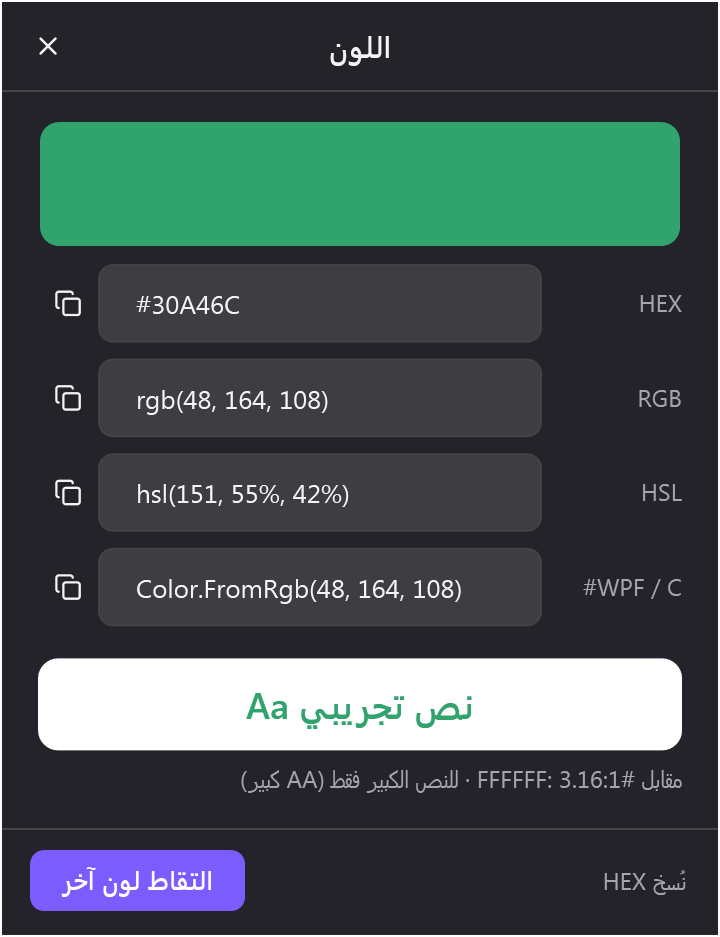 اللون
HEX #30A46C
RGB rgb(48, 164, 108)
HSL hsl(151, 55%, 42%)
#WPF / C Color.FromRgb(48, 164, 108)
نص تجريبي Aa
مقابل #FFFFFF: 3.16:1 · للنص الكبير فقط (AA كبير)
نُسخ HEX
التقاط لون آخر